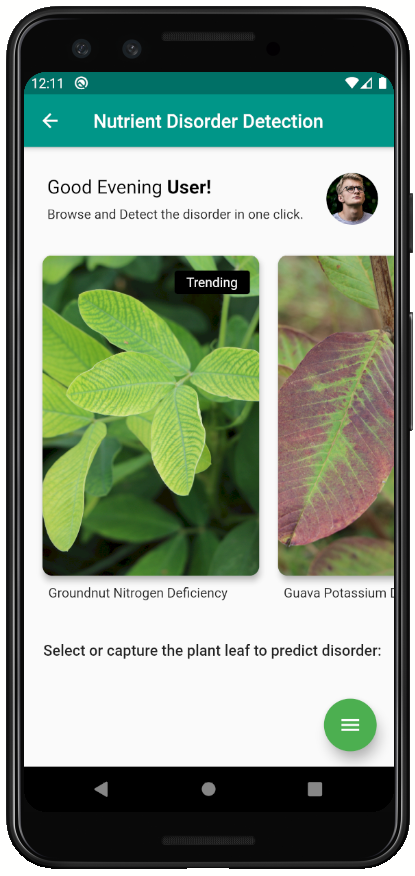 12:11
Nutrient Disorder Detection
Good Evening User!
Browse and Detect the disorder in one click.
Trending
Groundnut Nitrogen Deficiency
Guava Potassium D
Select or capture the plant leaf to predict disorder: